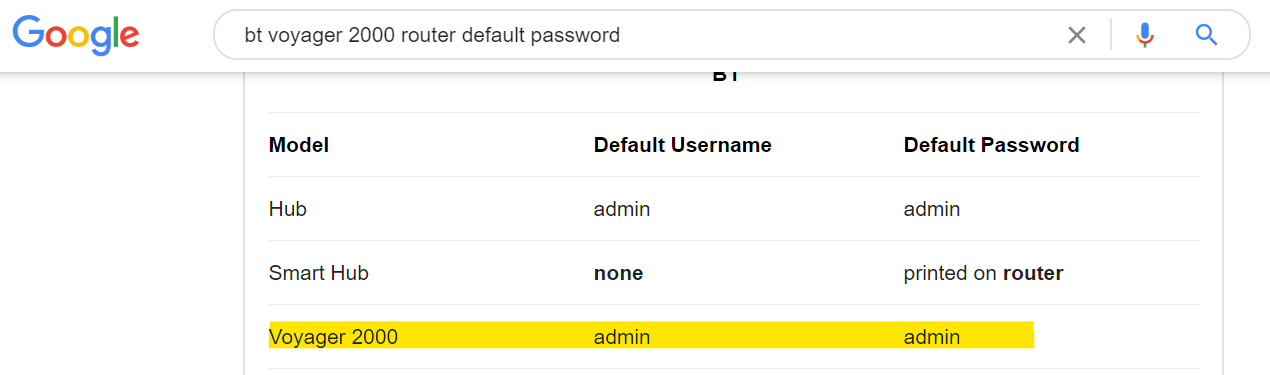 Google bt voyager 2000 router default password
BT
Model Default Username Default Password
Hub admin admin
Smart Hub none printed on router
Voyager 2000 admin admin